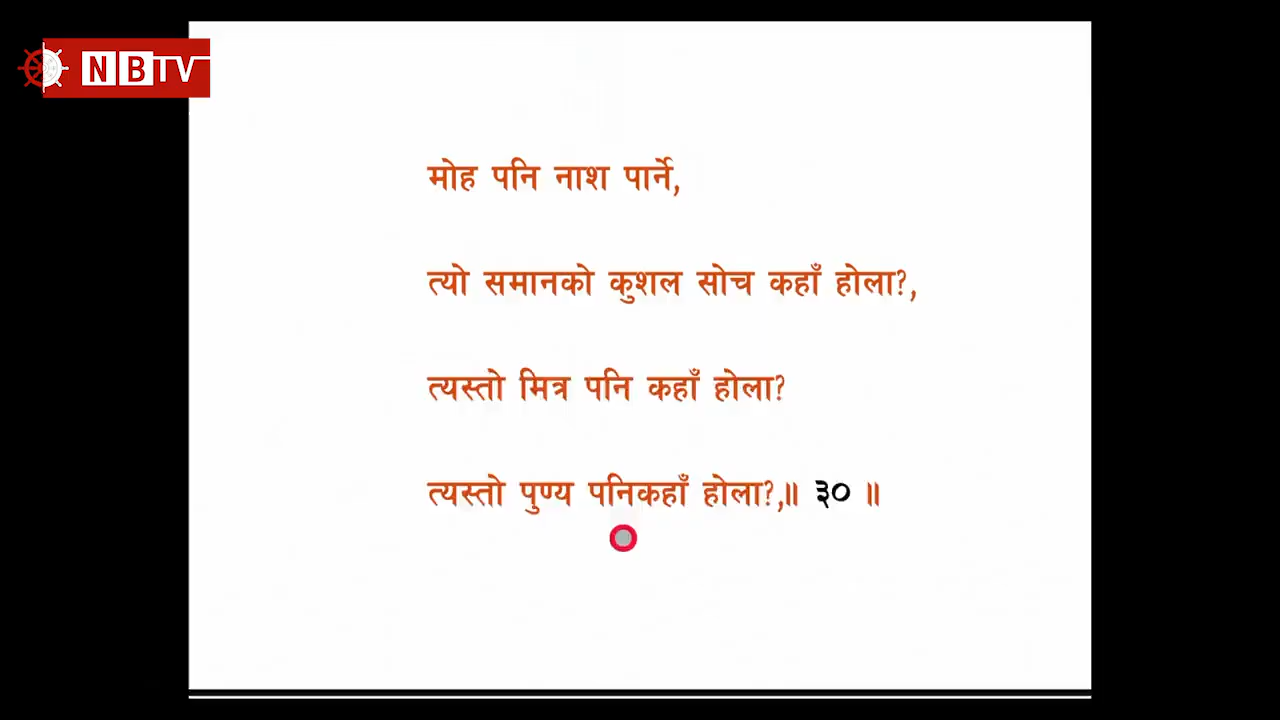 NBTV
मोह पनि नाश पार्ने,
त्यो समानको कुशल सोच कहाँ होला?,
त्यस्तो मित्र पनि कहाँ होला?
त्यस्तो पुण्य पनिकहाँ होला?,॥ ३० ॥